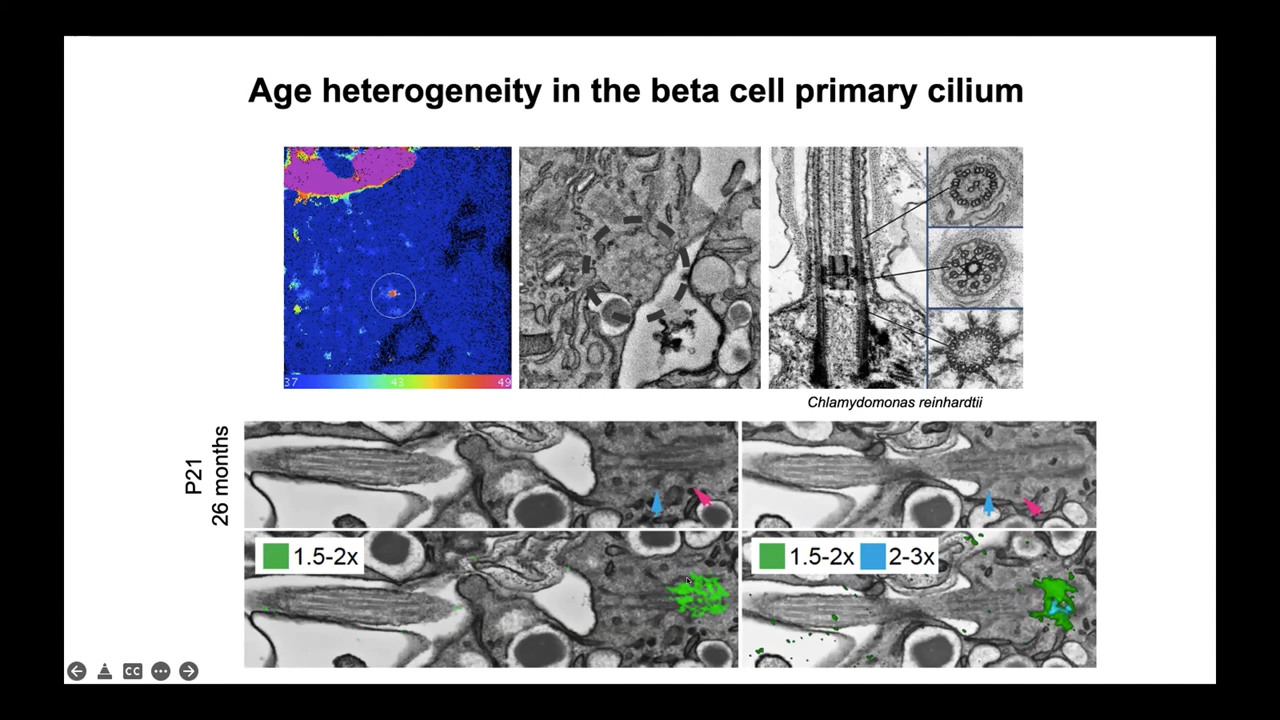 Age heterogeneity in the beta cell primary cilium
37 43 49
Chlamydomonas reinhardtii
P21
26 months
1.5-2x
1.5-2x 2-3x
CC